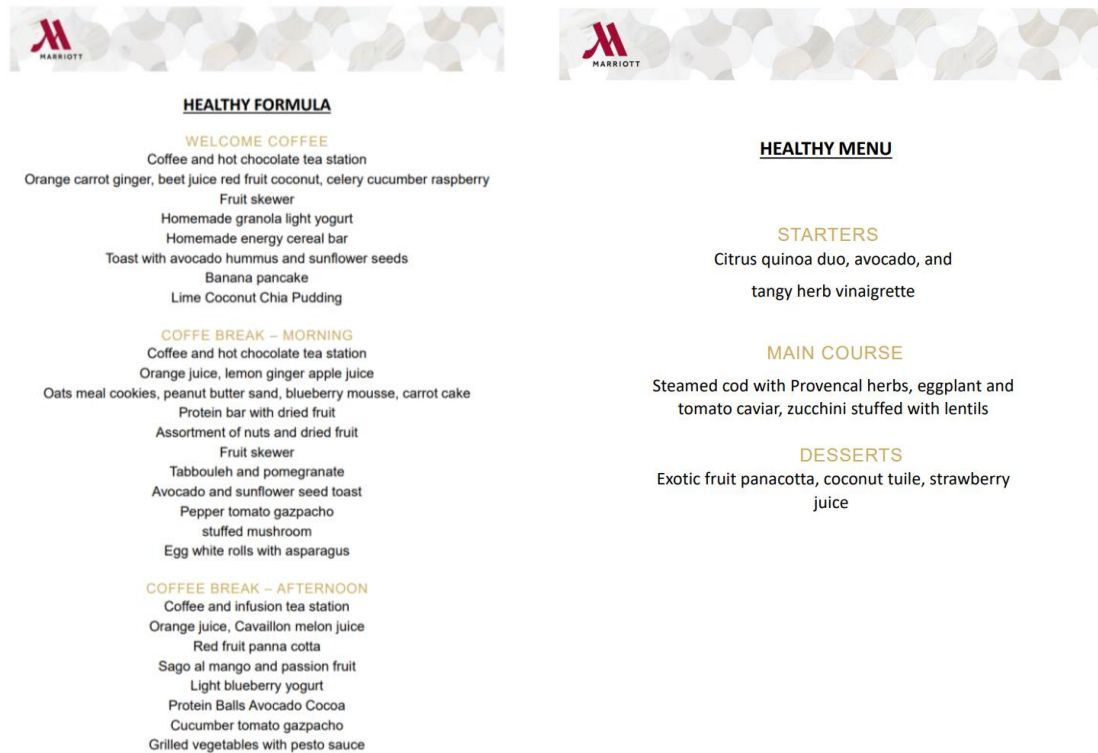 MARRIOTT
HEALTHY FORMULA
WELCOME COFFEE
Coffee and hot chocolate tea station
Orange carrot ginger, beet juice red fruit coconut, celery cucumber raspberry
Fruit skewer
Homemade granola light yogurt
Homemade energy cereal bar
Toast with avocado hummus and sunflower seeds
Banana pancake
Lime Coconut Chia Pudding
COFFE BREAK – MORNING
Coffee and hot chocolate tea station
Orange juice, lemon ginger apple juice
Oats meal cookies, peanut butter sand, blueberry mousse, carrot cake
Protein bar with dried fruit
Assortment of nuts and dried fruit
Fruit skewer
Tabbouleh and pomegranate
Avocado and sunflower seed toast
Pepper tomato gazpacho
stuffed mushroom
Egg white rolls with asparagus
COFFEE BREAK – AFTERNOON
Coffee and infusion tea station
Orange juice, Cavaillon melon juice
Red fruit panna cotta
Sago al mango and passion fruit
Light blueberry yogurt
Protein Balls Avocado Cocoa
Cucumber tomato gazpacho
Grilled vegetables with pesto sauce
MARRIOTT
HEALTHY MENU
STARTERS
Citrus quinoa duo, avocado, and
tangy herb vinaigrette
MAIN COURSE
Steamed cod with Provencal herbs, eggplant and
tomato caviar, zucchini stuffed with lentils
DESSERTS
Exotic fruit panacotta, coconut tuile, strawberry
juice